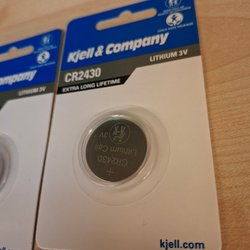 Kjell & Company
LITHIUM 3V
CR2430
EXTRA LONG LIFETIME
CR2430
Lithium Cell
3V
+
kjell.com